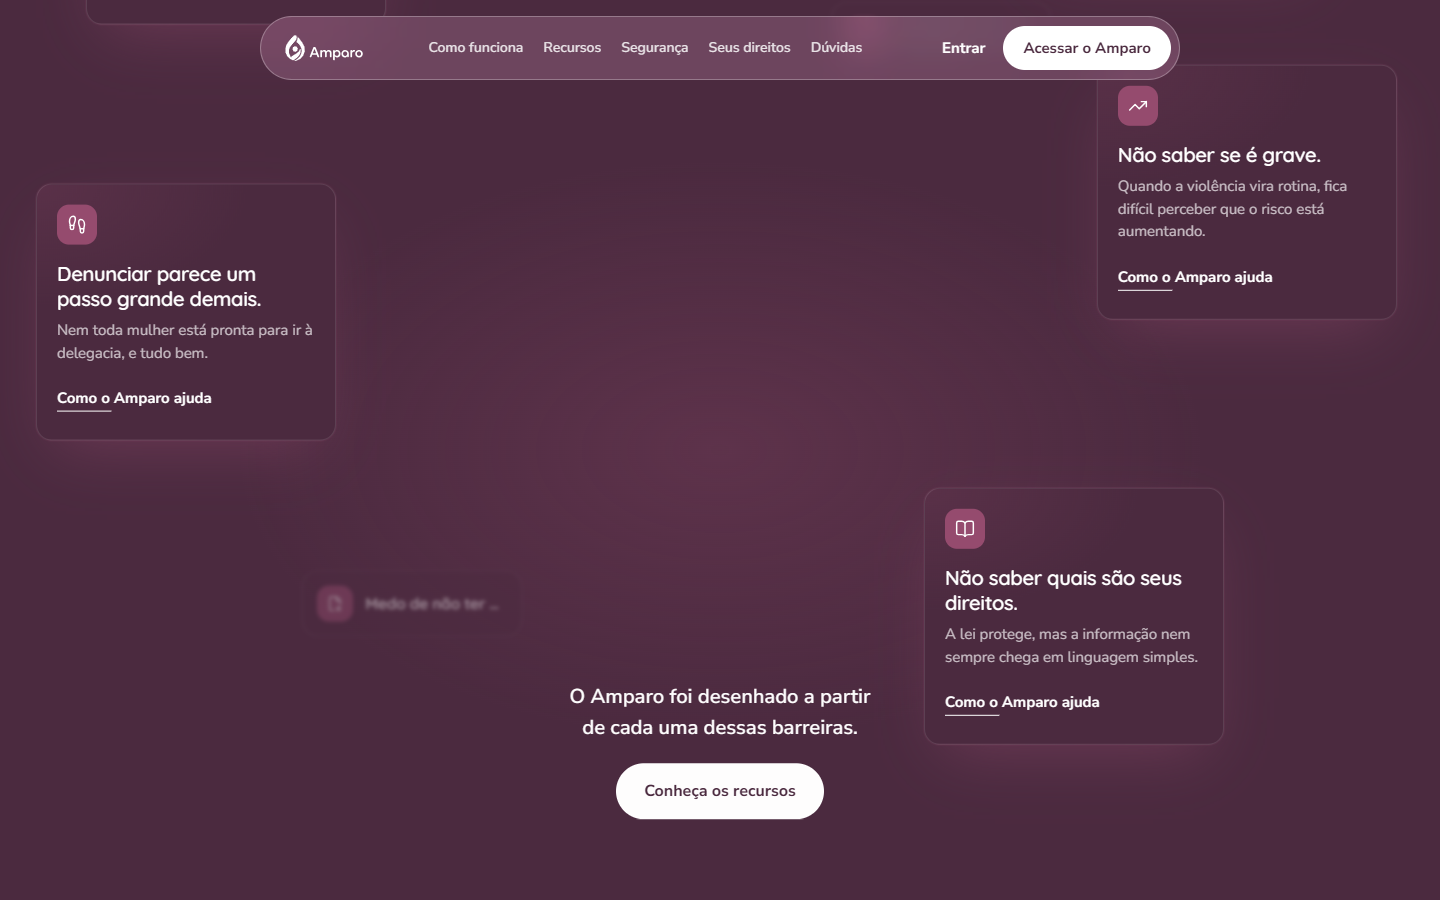 Amparo
Como funciona
Recursos
Segurança
Seus direitos
Dúvidas
Entrar
Acessar o Amparo
Não saber se é grave.
Quando a violência vira rotina, fica
difícil perceber que o risco está
aumentando.
Como o Amparo ajuda
Denunciar parece um
passo grande demais.
Nem toda mulher está pronta para ir à
delegacia, e tudo bem.
Como o Amparo ajuda
Não saber quais são seus
direitos.
A lei protege, mas a informação nem
sempre chega em linguagem simples.
Como o Amparo ajuda
Medo de não ter ...
O Amparo foi desenhado a partir
de cada uma dessas barreiras.
Conheça os recursos